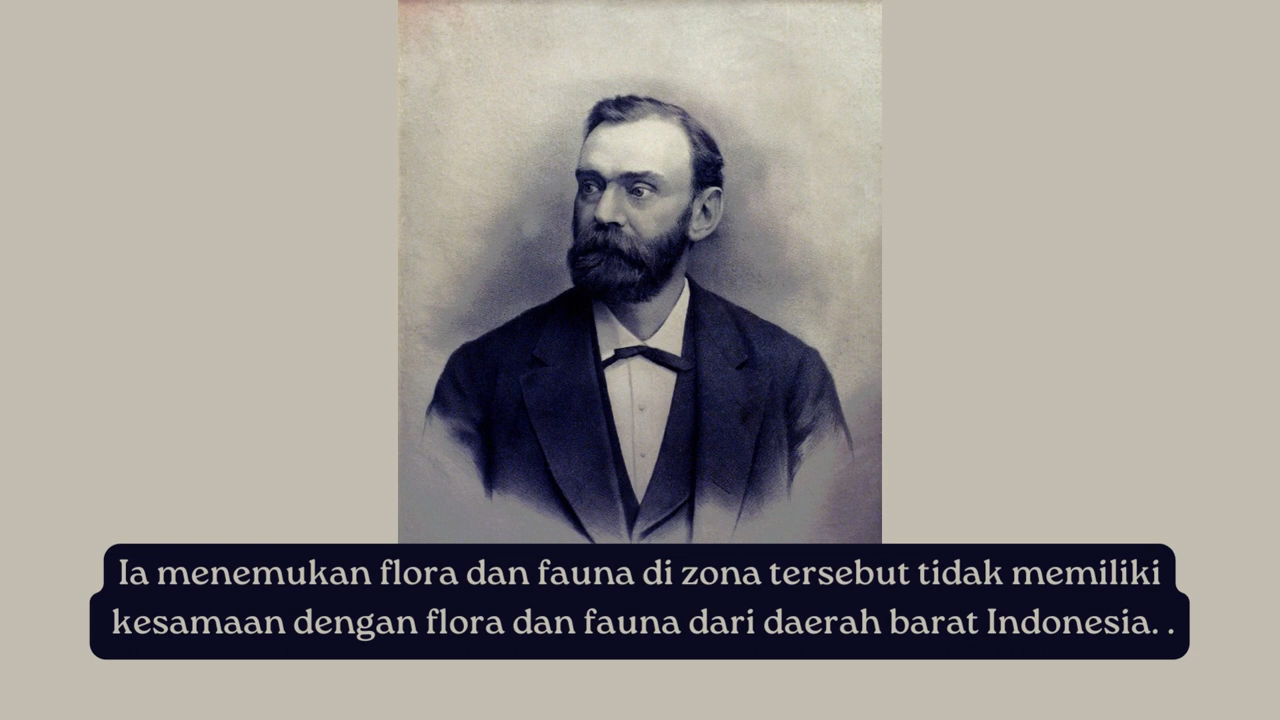 Ia menemukan flora dan fauna di zona tersebut tidak memiliki
kesamaan dengan flora dan fauna dari daerah barat Indonesia. .